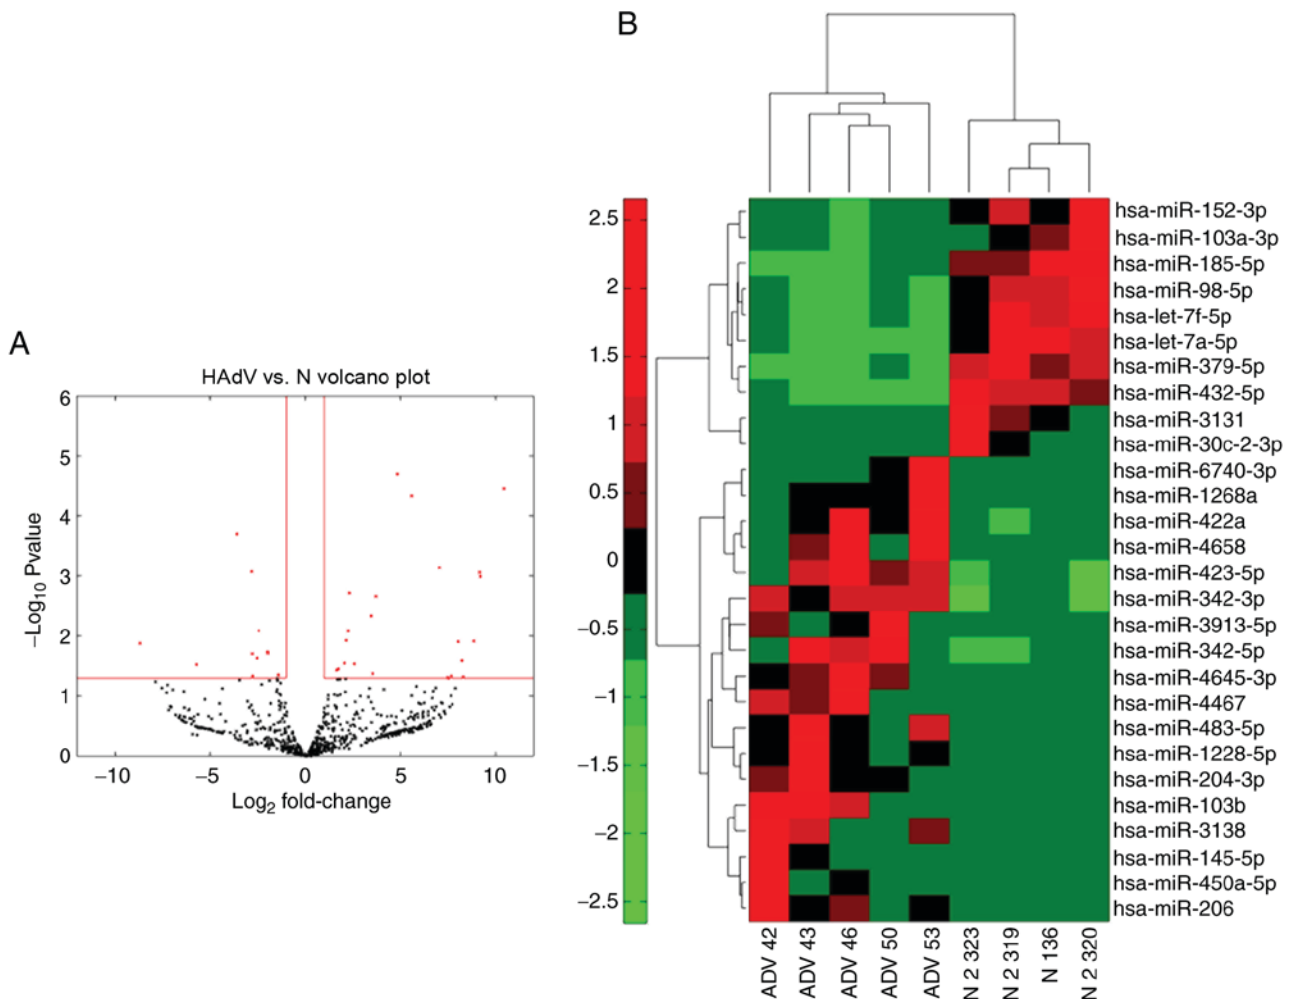 A
HAdV vs. N volcano plot
6
5
4
3
2
1
0
−Log10 Pvalue
−10
−5
0
5
10
Log2 fold-change
B
2.5
2
1.5
1
0.5
0
−0.5
−1
−1.5
−2
−2.5
hsa-miR-152-3p
hsa-miR-103a-3p
hsa-miR-185-5p
hsa-miR-98-5p
hsa-let-7f-5p
hsa-let-7a-5p
hsa-miR-379-5p
hsa-miR-432-5p
hsa-miR-3131
hsa-miR-30c-2-3p
hsa-miR-6740-3p
hsa-miR-1268a
hsa-miR-422a
hsa-miR-4658
hsa-miR-423-5p
hsa-miR-342-3p
hsa-miR-3913-5p
hsa-miR-342-5p
hsa-miR-4645-3p
hsa-miR-4467
hsa-miR-483-5p
hsa-miR-1228-5p
hsa-miR-204-3p
hsa-miR-103b
hsa-miR-3138
hsa-miR-145-5p
hsa-miR-450a-5p
hsa-miR-206
ADV 42
ADV 43
ADV 46
ADV 50
ADV 53
N 2 323
N 2 319
N 136
N 2 320